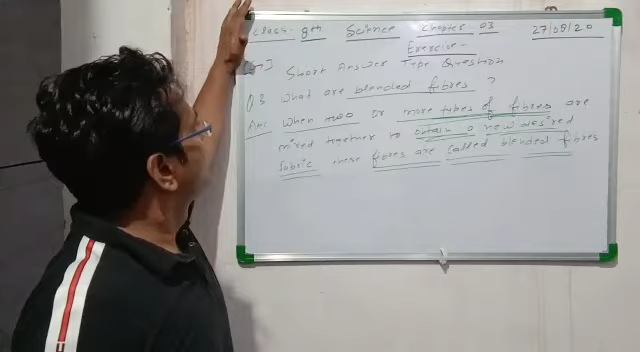 Class- 8th Science Chapter 03 27/08/20
Exercise-
Short Answer Type Question
Q3 What are blended fibres ?
Ans: When two or more types of fibres are
mixed together to obtain a new desired
fabric these fibres are called blended fibres